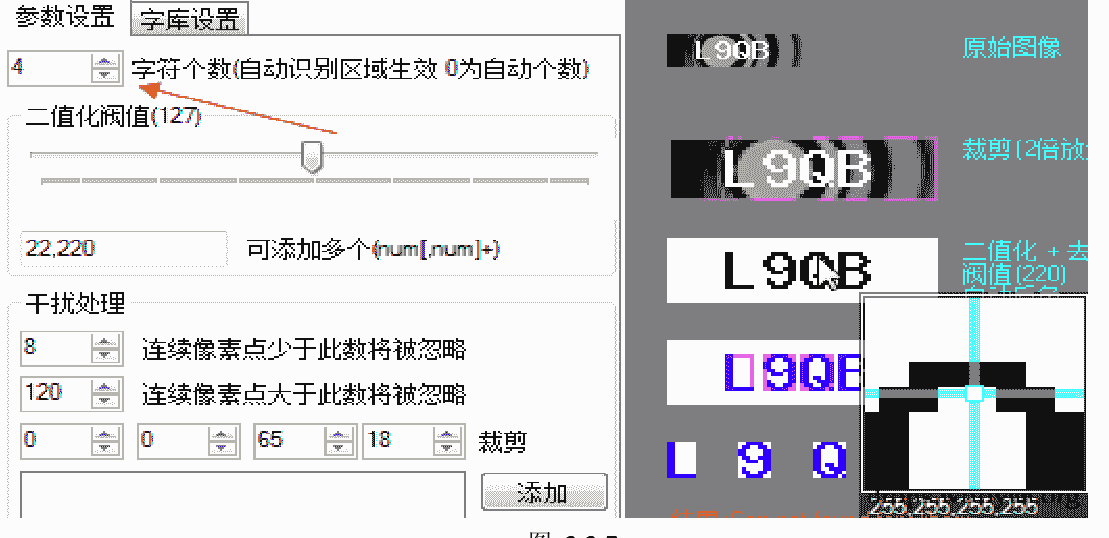 参数设置 字库设置
4 字符个数(自动识别区域生效 0为自动个数)
二值化阀值(127)
22,220 可添加多个(num[,num]+)
干扰处理
8 连续像素点少于此数将被忽略
120 连续像素点大于此数将被忽略
0 0 65 18 裁剪
添加
L9QB 原始图像
L9QB 裁剪(2倍放
L9QB 二值化 + 去
阀值(220)
L9QB
L 9 Q
255,255,255,255